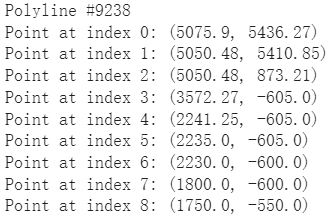 Polyline #9238
Point at index 0: (5075.9, 5436.27)
Point at index 1: (5050.48, 5410.85)
Point at index 2: (5050.48, 873.21)
Point at index 3: (3572.27, -605.0)
Point at index 4: (2241.25, -605.0)
Point at index 5: (2235.0, -605.0)
Point at index 6: (2230.0, -600.0)
Point at index 7: (1800.0, -600.0)
Point at index 8: (1750.0, -550.0)